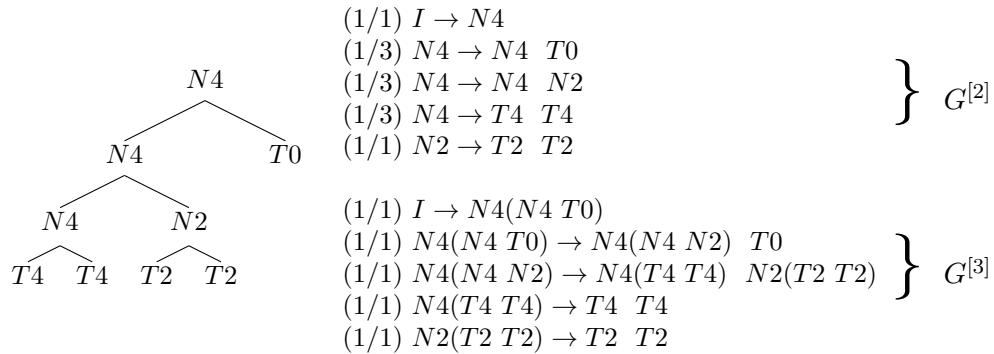 N4
N4 T0
N4 N2
T4 T4 T2 T2
(1/1) I → N4
(1/3) N4 → N4 T0
(1/3) N4 → N4 N2
(1/3) N4 → T4 T4
(1/1) N2 → T2 T2
} G^[2]
(1/1) I → N4(N4 T0)
(1/1) N4(N4 T0) → N4(N4 N2) T0
(1/1) N4(N4 N2) → N4(T4 T4) N2(T2 T2)
(1/1) N4(T4 T4) → T4 T4
(1/1) N2(T2 T2) → T2 T2
} G^[3]